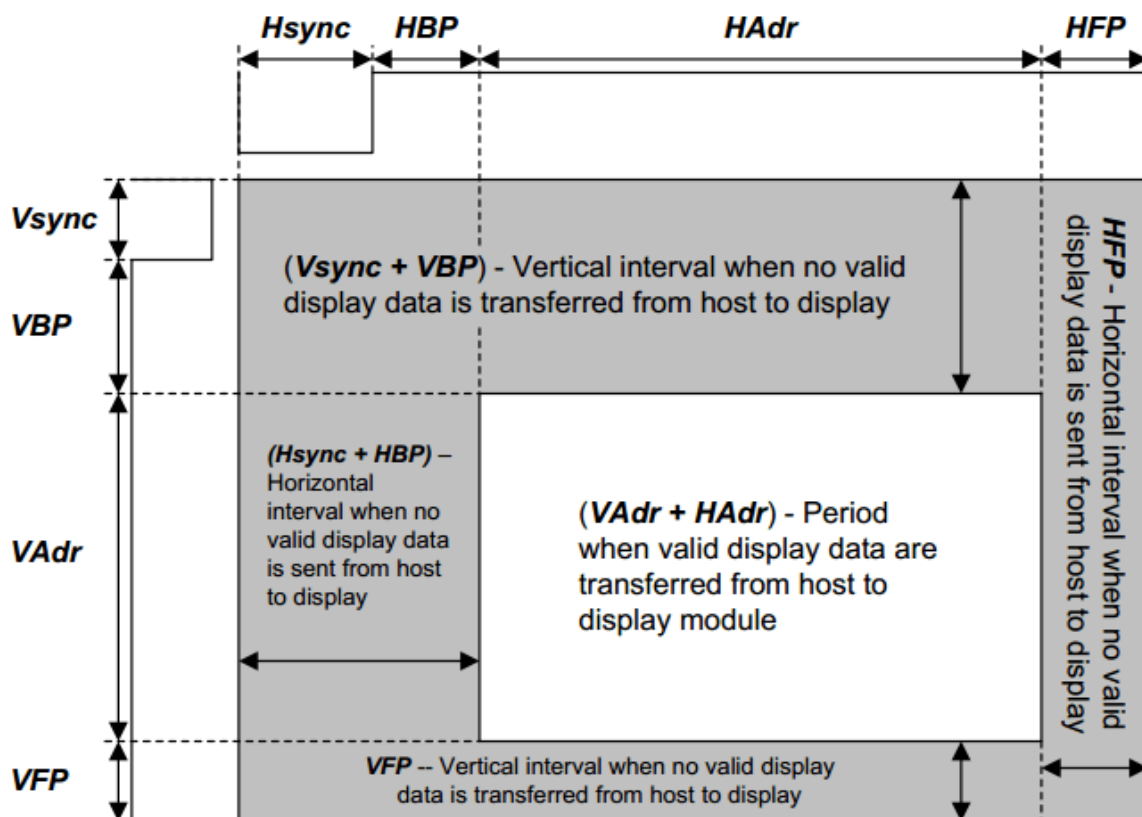 Hsync HBP HAdr HFP
Vsync
VBP
VAdr
VFP
(Vsync + VBP) - Vertical interval when no valid
display data is transferred from host to display
HFP - Horizontal interval when no valid
display data is sent from host to display
(Hsync + HBP) –
Horizontal
interval when no
valid display data
is sent from host
to display
(VAdr + HAdr) - Period
when valid display data are
transferred from host to
display module
VFP -- Vertical interval when no valid display
data is transferred from host to display